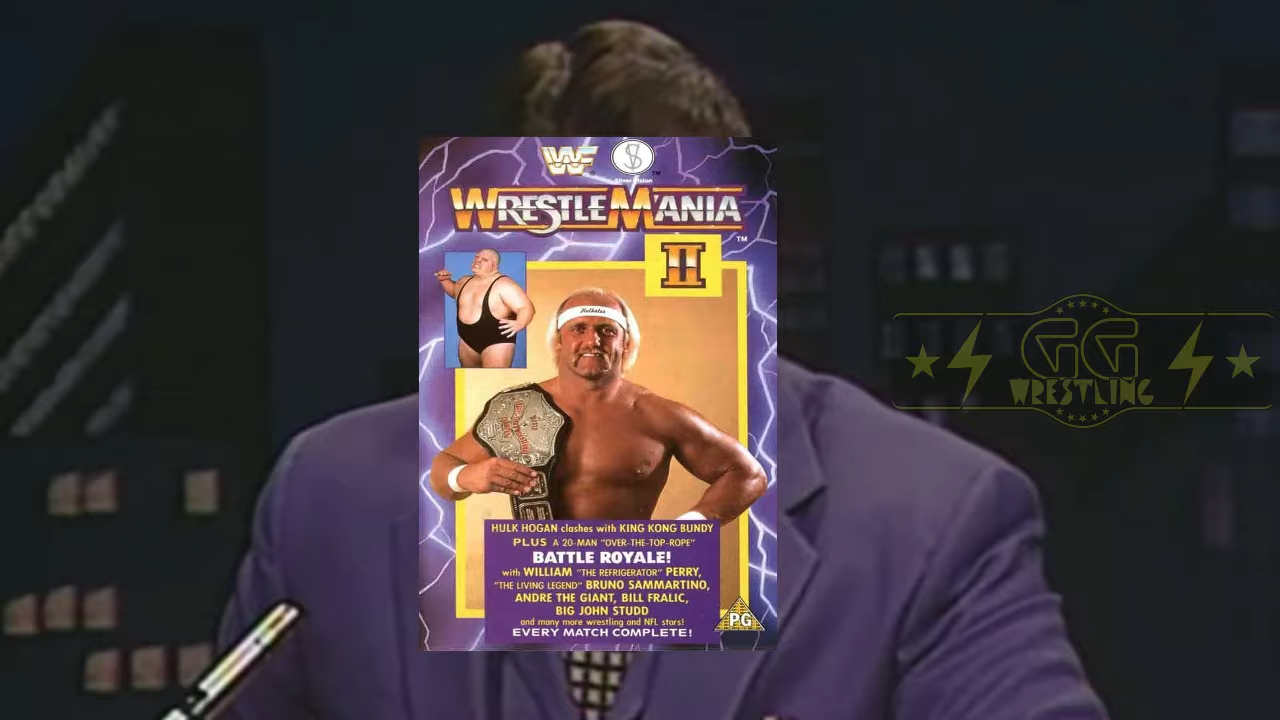 WF
Silver Vision
WRESTLEMANIA
TM
II
Hulkster
HULK HOGAN clashes with KING KONG BUNDY
PLUS A 20-MAN "OVER-THE-TOP-ROPE"
BATTLE ROYALE!
with WILLIAM "THE REFRIGERATOR" PERRY,
"THE LIVING LEGEND" BRUNO SAMMARTINO,
ANDRE THE GIANT, BILL FRALIC,
BIG JOHN STUDD
and many more wrestling and NFL stars!
EVERY MATCH COMPLETE!
PG
GG
WRESTLING